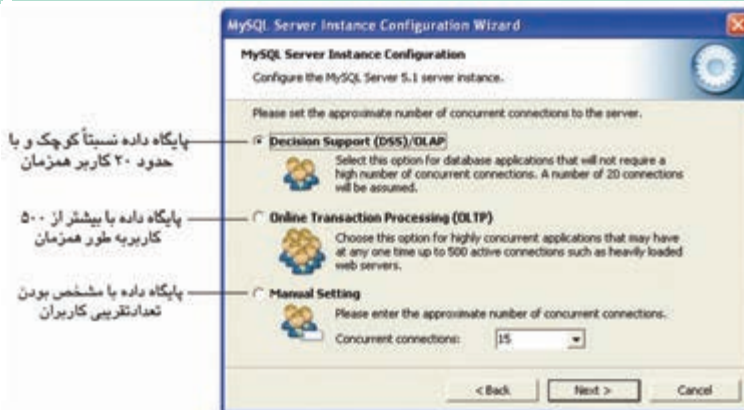 MySQL Server Instance Configuration Wizard
MySQL Server Instance Configuration
Configure the MySQL Server 5.1 server instance.
Please set the approximate number of concurrent connections to the server.
پایگاه داده نسبتاً کوچک و با
حدود ۲۰ کاربر همزمان
Decision Support (DSS)/OLAP
Select this option for database applications that will not require a
high number of concurrent connections. A number of 20 connections
will be assumed.
پایگاه داده با بیشتر از ۵۰۰
کاربربه طور همزمان
Online Transaction Processing (OLTP)
Choose this option for highly concurrent applications that may have
at any one time up to 500 active connections such as heavily loaded
web servers.
پایگاه داده با مشخص بودن
تعدادتقریبی کاربران
Manual Setting
Please enter the approximate number of concurrent connections.
Concurrent connections: 15
< Back Next > Cancel